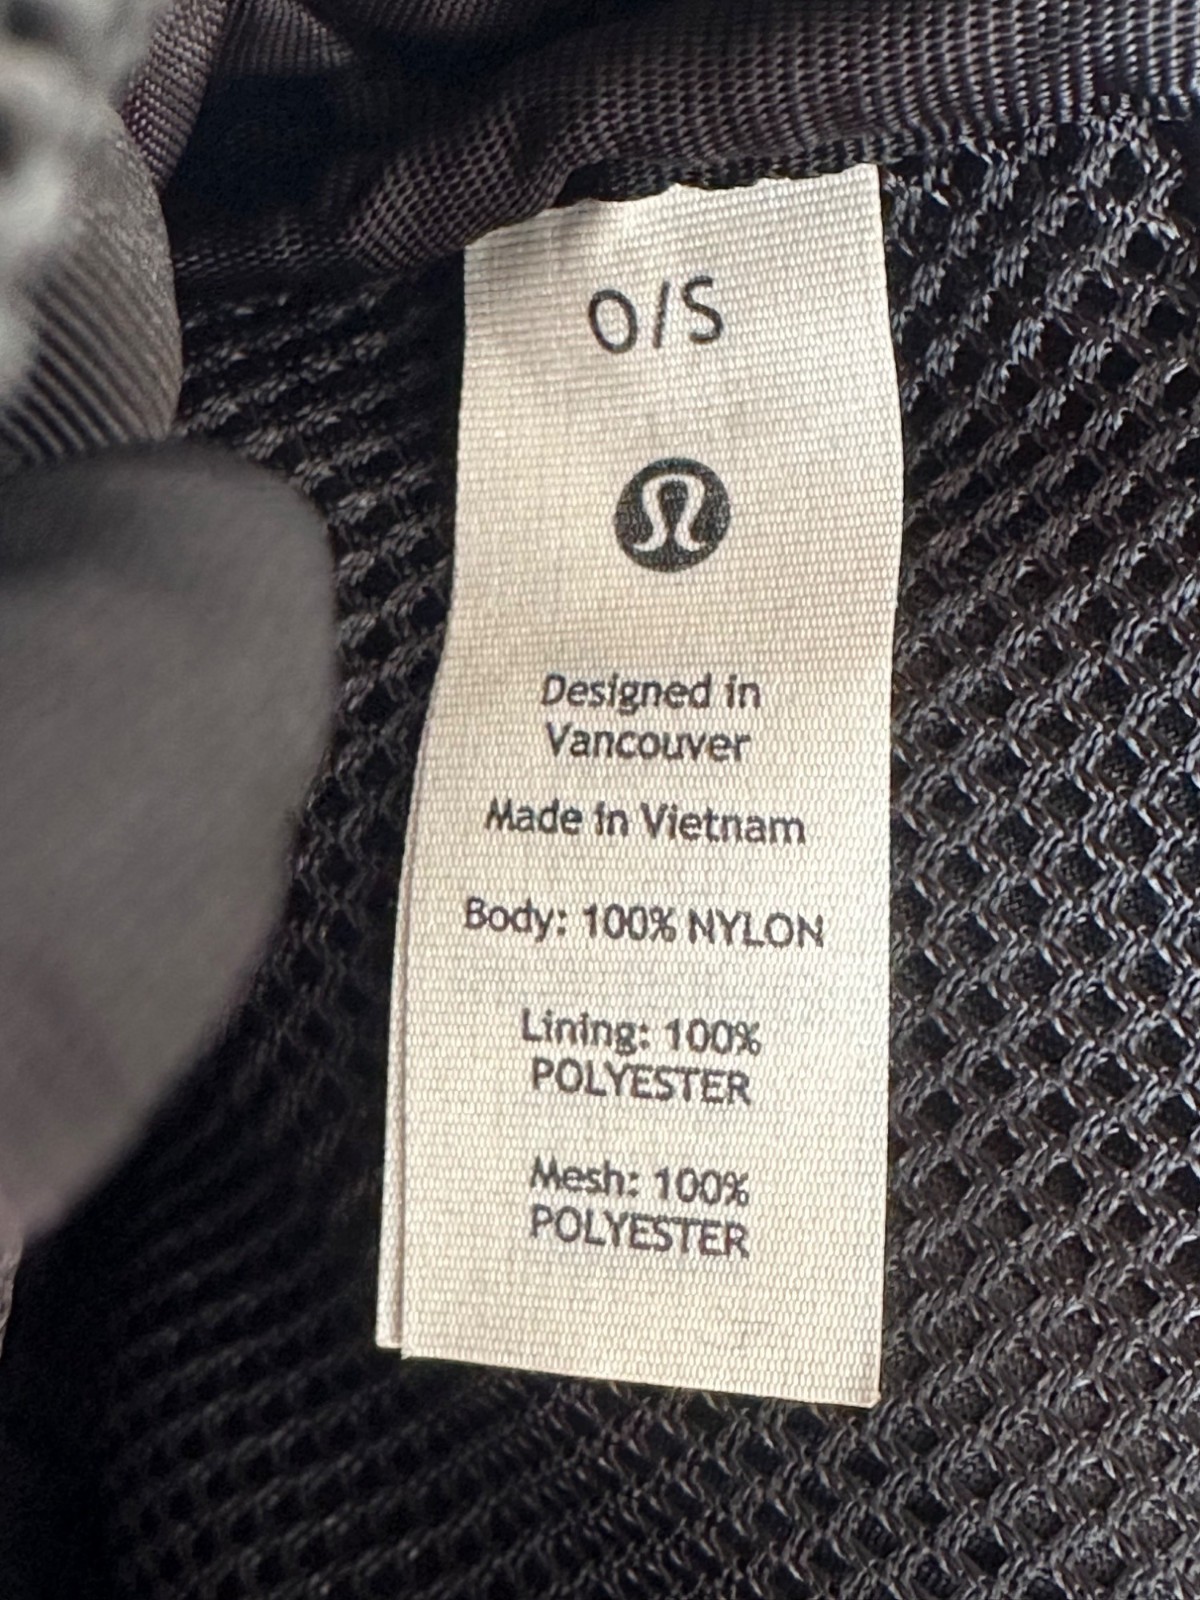 O/S
Designed in
Vancouver
Made in Vietnam
Body: 100% NYLON
Lining: 100%
POLYESTER
Mesh: 100%
POLYESTER